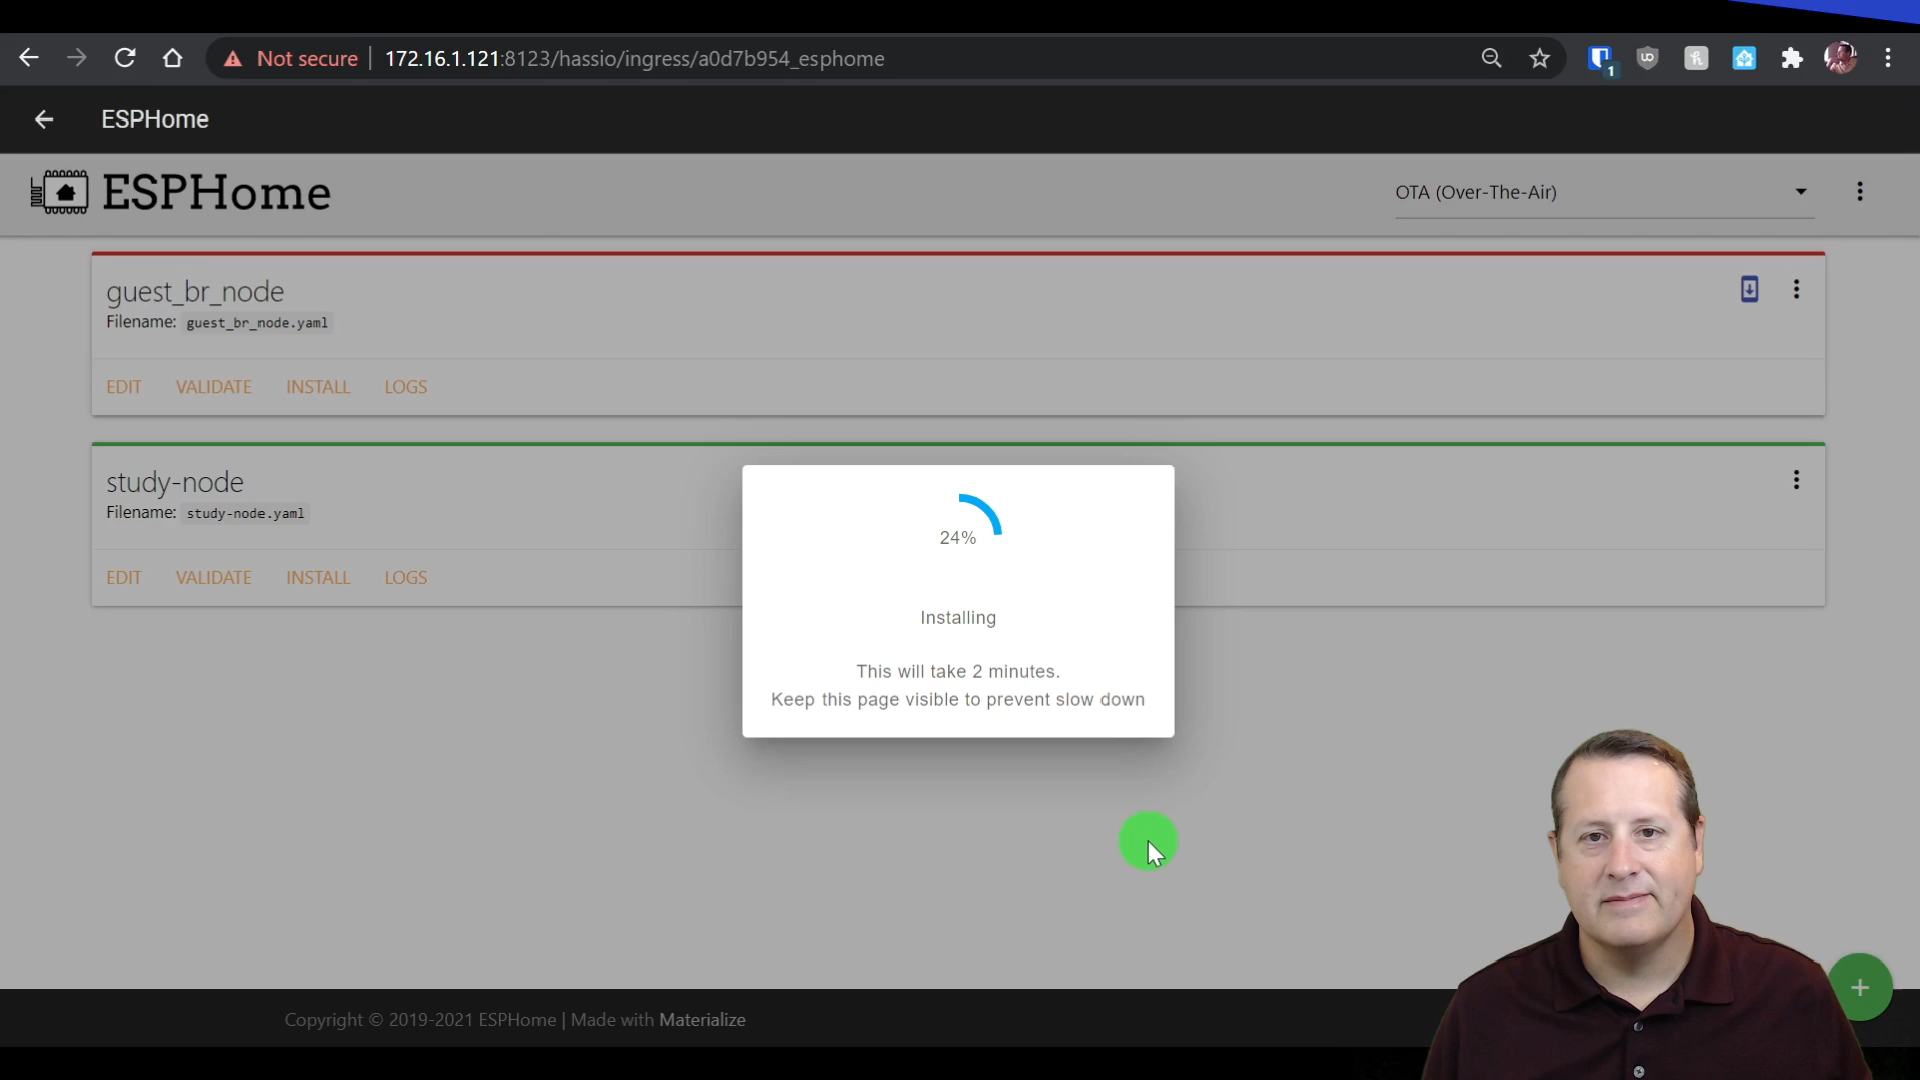 Not secure 172.16.1.121:8123/hassio/ingress/a0d7b954_esphome
1
ESPHome
ESPHome
OTA (Over-The-Air)
guest_br_node
Filename: guest_br_node.yaml
EDIT VALIDATE INSTALL LOGS
study-node
Filename: study-node.yaml
EDIT VALIDATE INSTALL LOGS
24%
Installing
This will take 2 minutes.
Keep this page visible to prevent slow down
+
Copyright © 2019-2021 ESPHome | Made with Materialize